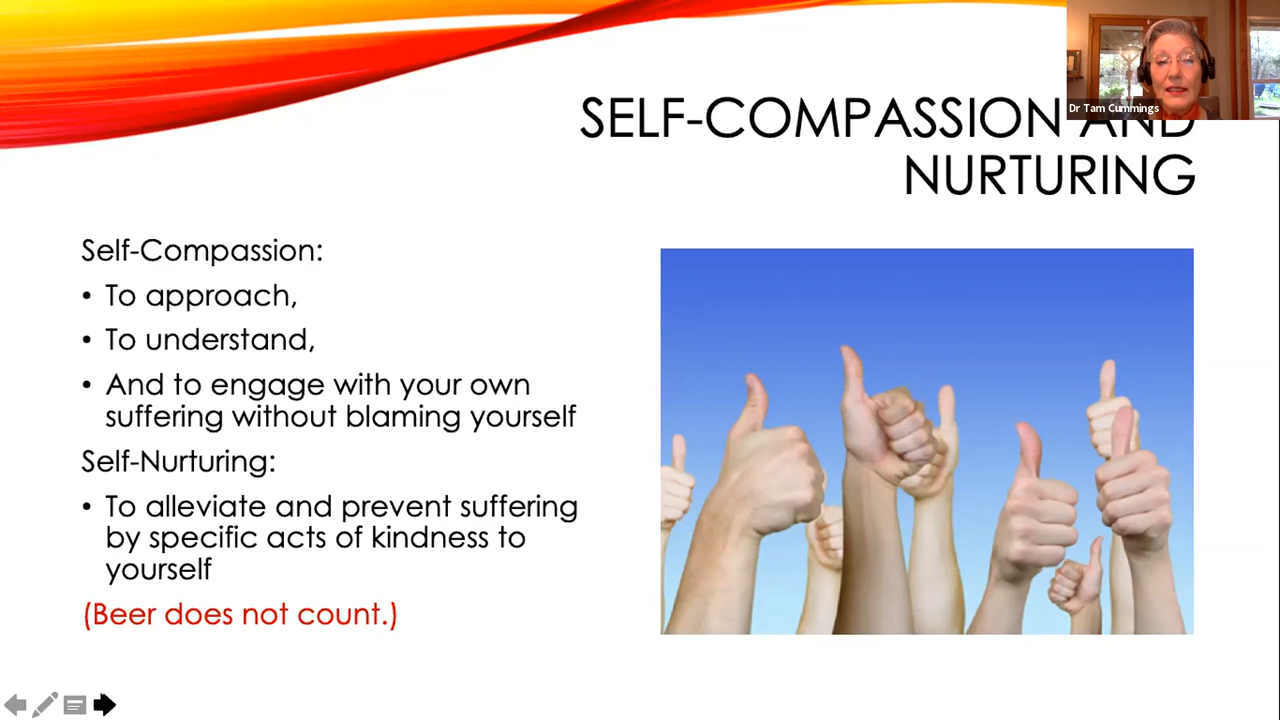 Dr Tam Cummings
SELF-COMPASSION AND
NURTURING
Self-Compassion:
• To approach,
• To understand,
• And to engage with your own
suffering without blaming yourself
Self-Nurturing:
• To alleviate and prevent suffering
by specific acts of kindness to
yourself
(Beer does not count.)